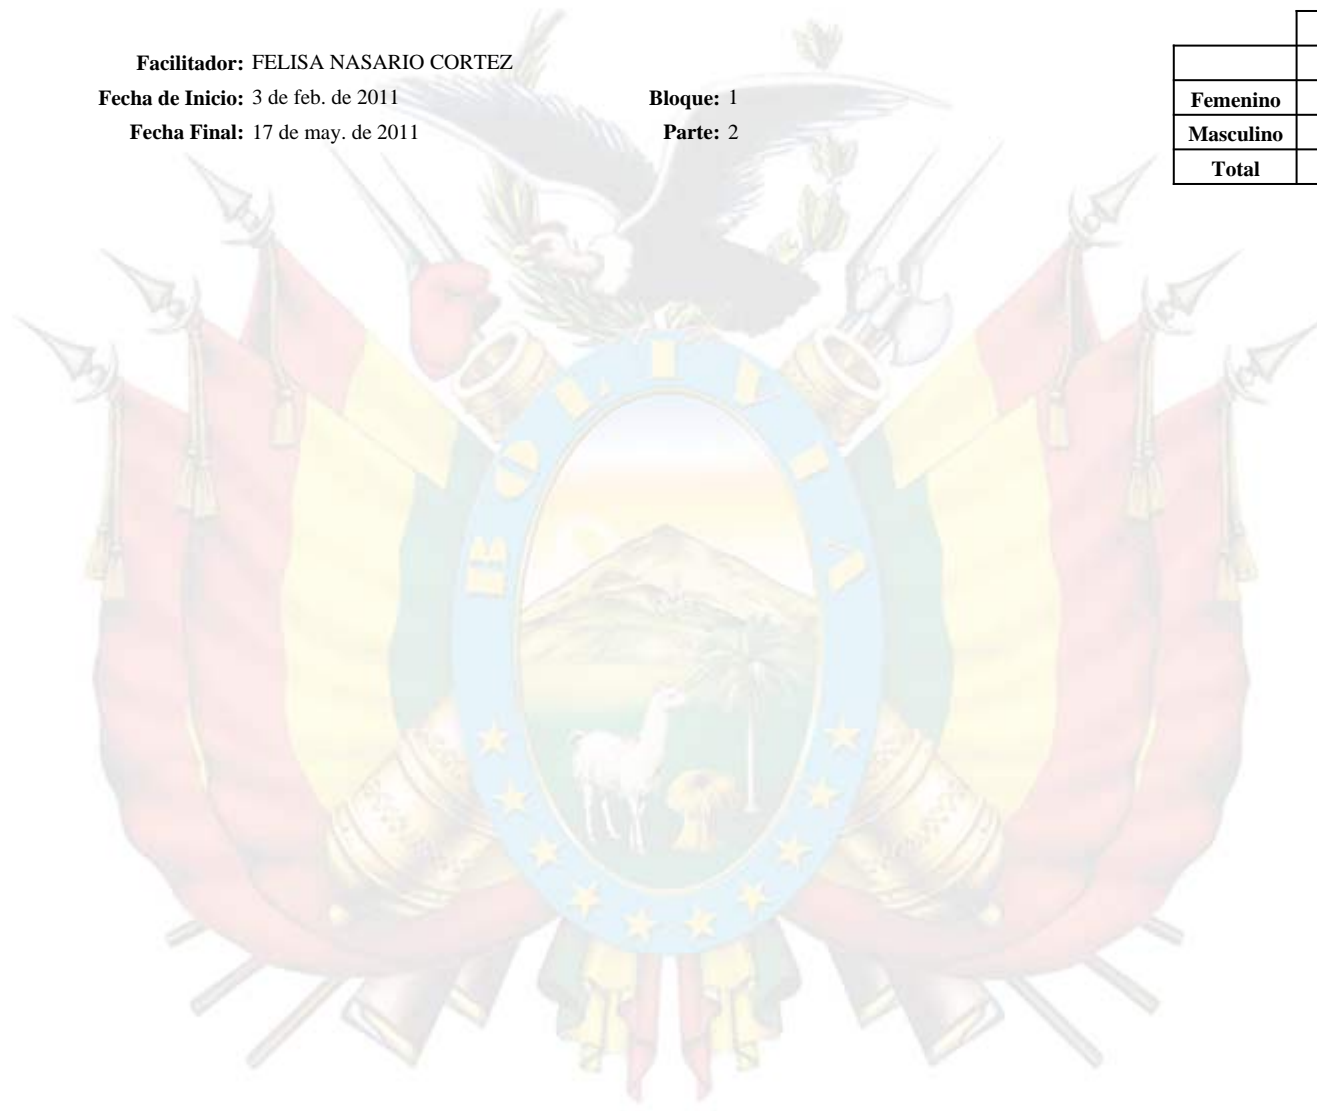 Facilitador: FELISA NASARIO CORTEZ
Fecha de Inicio: 3 de feb. de 2011 Bloque: 1
Fecha Final: 17 de may. de 2011 Parte: 2
Femenino
Masculino
Total
BOLIVIA